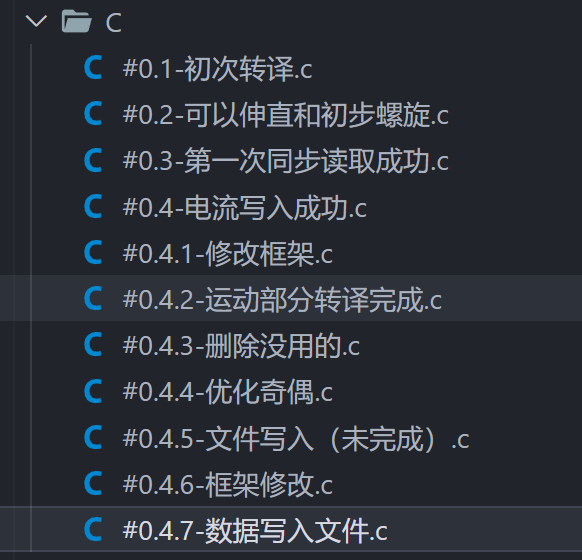 C
C #0.1-初次转译.c
C #0.2-可以伸直和初步螺旋.c
C #0.3-第一次同步读取成功.c
C #0.4-电流写入成功.c
C #0.4.1-修改框架.c
C #0.4.2-运动部分转译完成.c
C #0.4.3-删除没用的.c
C #0.4.4-优化奇偶.c
C #0.4.5-文件写入（未完成）.c
C #0.4.6-框架修改.c
C #0.4.7-数据写入文件.c